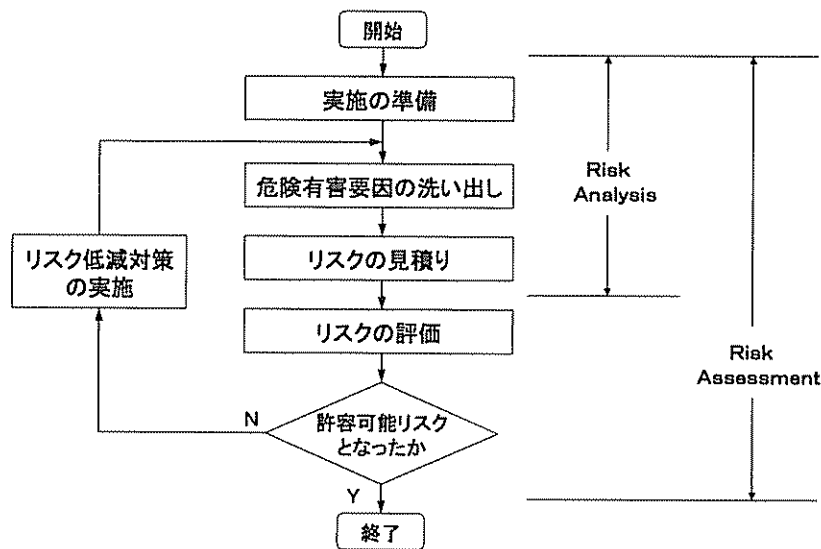 開始
実施の準備
危険有害要因の洗い出し
リスクの見積り
リスクの評価
許容可能リスク
となったか
N
Y
終了
リスク低減対策
の実施
Risk
Analysis
Risk
Assessment